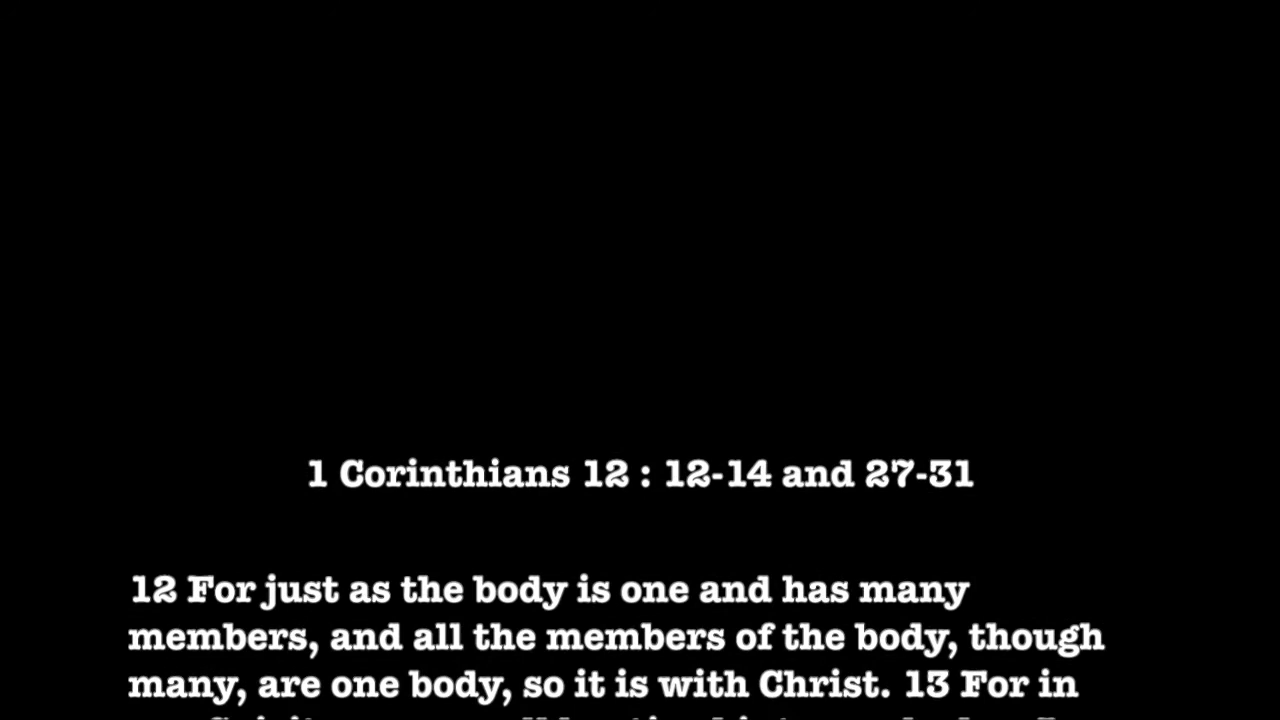 1 Corinthians 12 : 12-14 and 27-31
12 For just as the body is one and has many
members, and all the members of the body, though
many, are one body, so it is with Christ. 13 For in